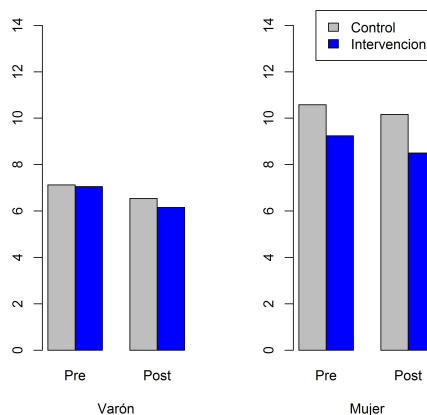 14
12
10
8
6
4
2
0
Pre
Post
Varón
14
12
10
8
6
4
2
0
Pre
Post
Mujer
Control
Intervencion